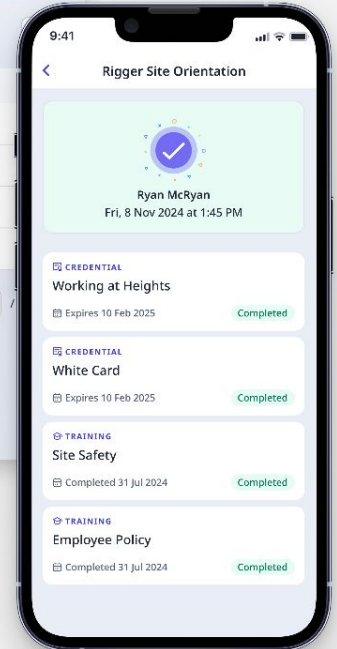 9:41
Rigger Site Orientation
Ryan McRyan
Fri, 8 Nov 2024 at 1:45 PM
CREDENTIAL
Working at Heights
Expires 10 Feb 2025 Completed
CREDENTIAL
White Card
Expires 10 Feb 2025 Completed
TRAINING
Site Safety
Completed 31 Jul 2024 Completed
TRAINING
Employee Policy
Completed 31 Jul 2024 Completed